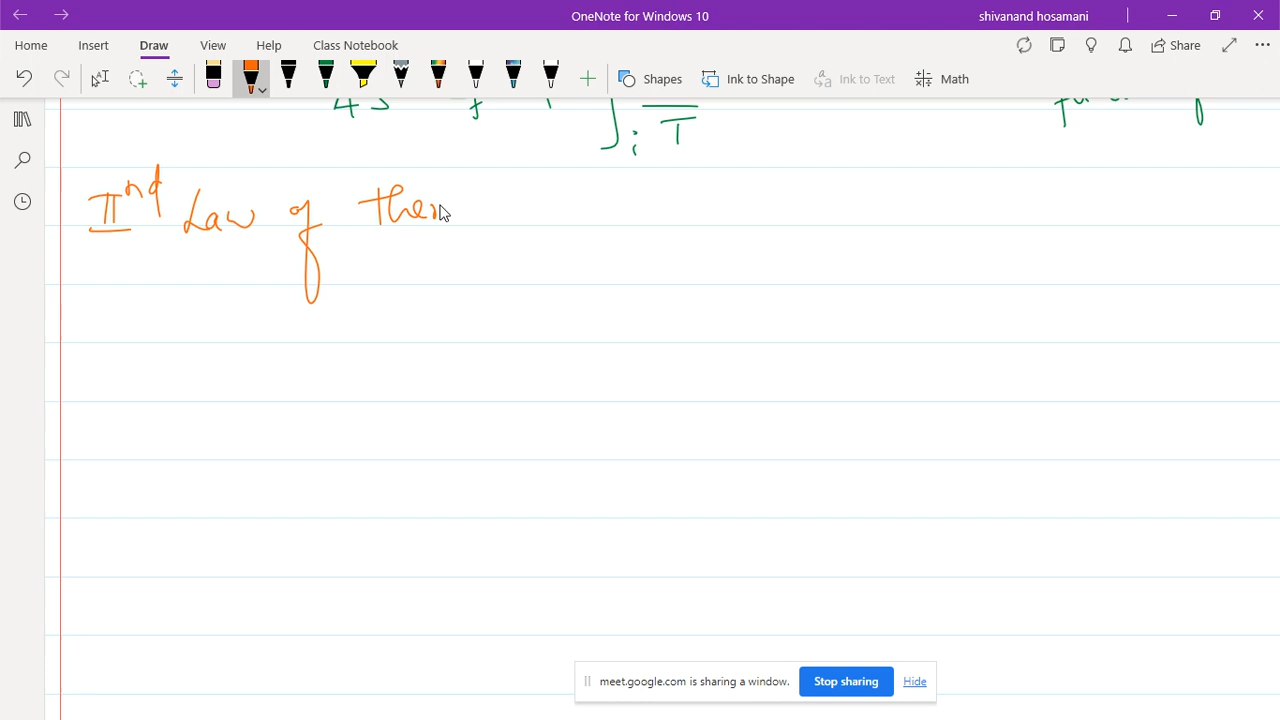 OneNote for Windows 10
shivanand hosamani
Home Insert Draw View Help Class Notebook
Share
Shapes Ink to Shape Ink to Text Math
i T
IInd Law of ther
meet.google.com is sharing a window. Stop sharing Hide